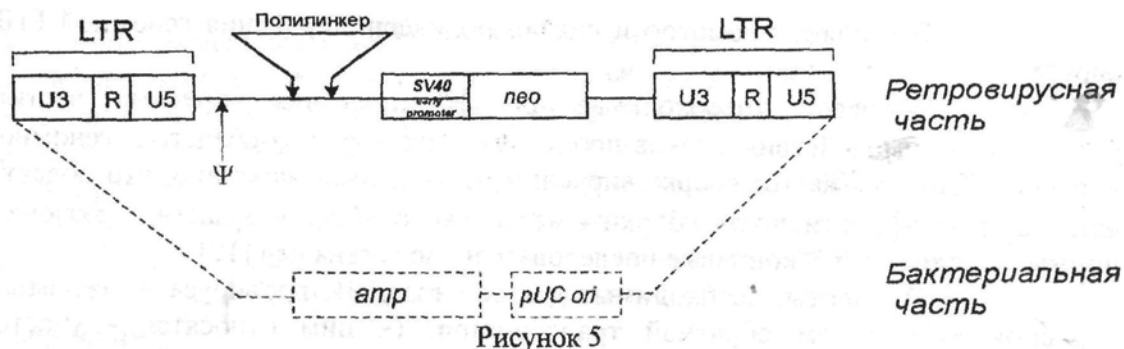 Полилинкер
LTR
LTR
U3 R U5
SV40
early
promoter
neo
U3 R U5
Ретровирусная
часть
Ψ
amp
pUC ori
Бактериальная
часть
Рисунок 5